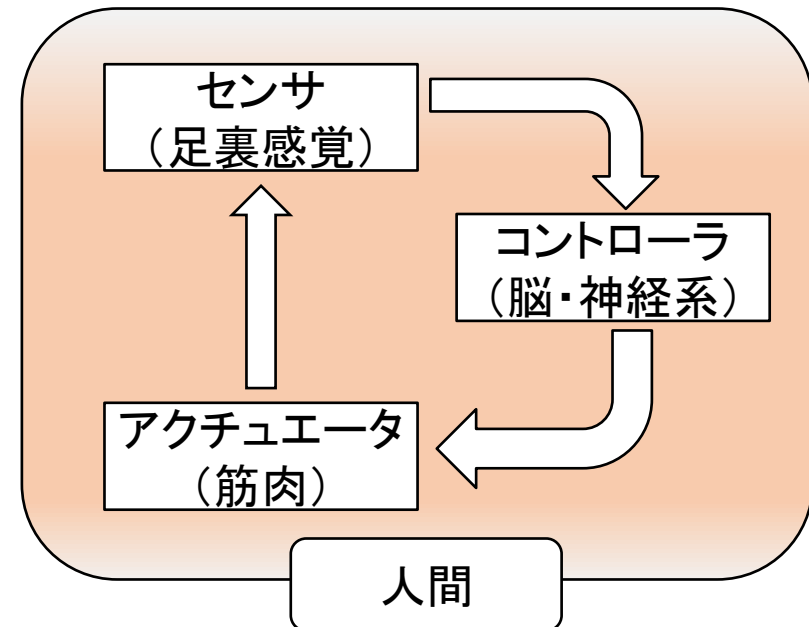 センサ
（足裏感覚）
コントローラ
（脳・神経系）
アクチュエータ
（筋肉）
人間